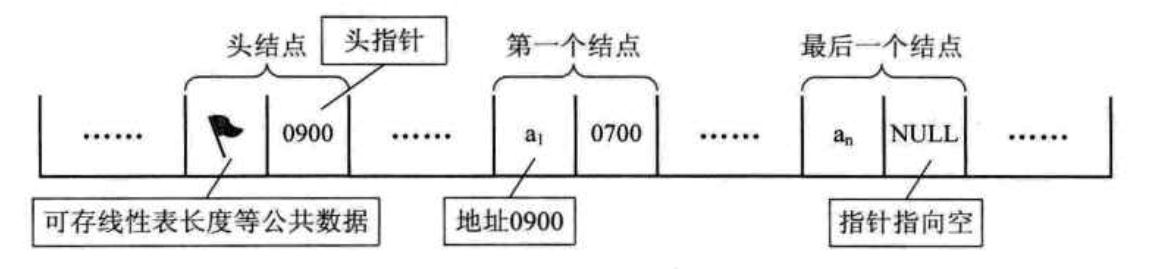 头结点 头指针 第一个结点 最后一个结点
…… 0900 …… a₁ 0700 …… aₙ NULL ……
可存线性表长度等公共数据 地址0900 指针指向空